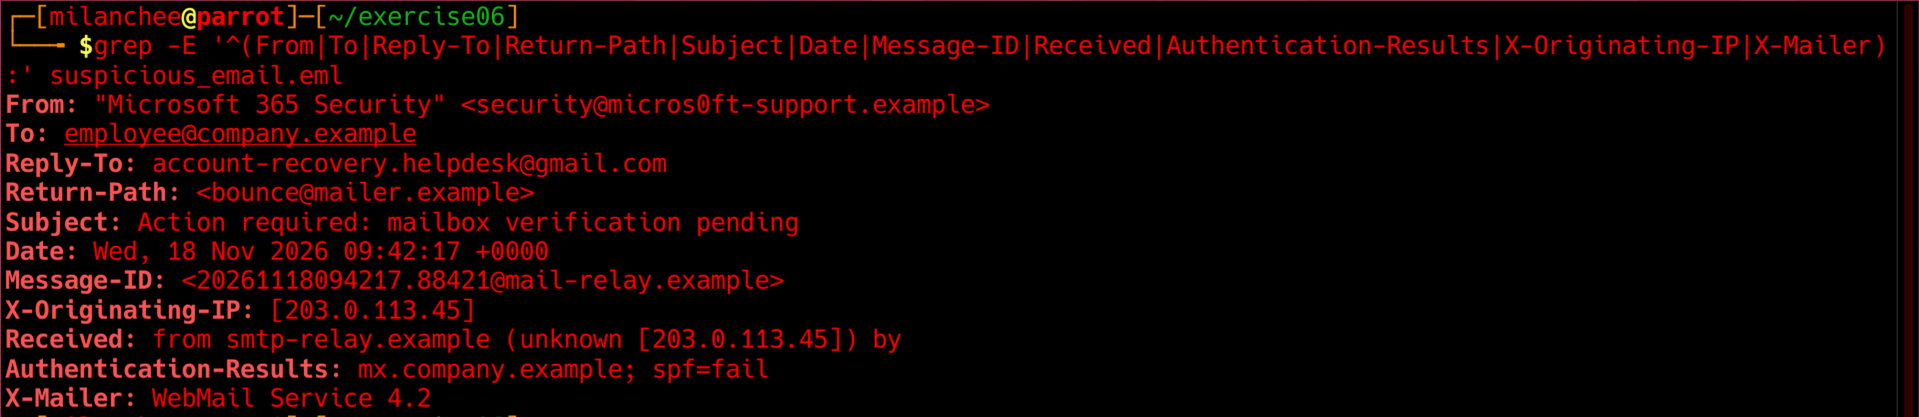 ┌─[milanchee@parrot]─[~/exercise06]
└──╼ $grep -E '^(From|To|Reply-To|Return-Path|Subject|Date|Message-ID|Received|Authentication-Results|X-Originating-IP|X-Mailer)
:' suspicious_email.eml
From: "Microsoft 365 Security" <security@micros0ft-support.example>
To: employee@company.example
Reply-To: account-recovery.helpdesk@gmail.com
Return-Path: <bounce@mailer.example>
Subject: Action required: mailbox verification pending
Date: Wed, 18 Nov 2026 09:42:17 +0000
Message-ID: <20261118094217.88421@mail-relay.example>
X-Originating-IP: [203.0.113.45]
Received: from smtp-relay.example (unknown [203.0.113.45]) by
Authentication-Results: mx.company.example; spf=fail
X-Mailer: WebMail Service 4.2